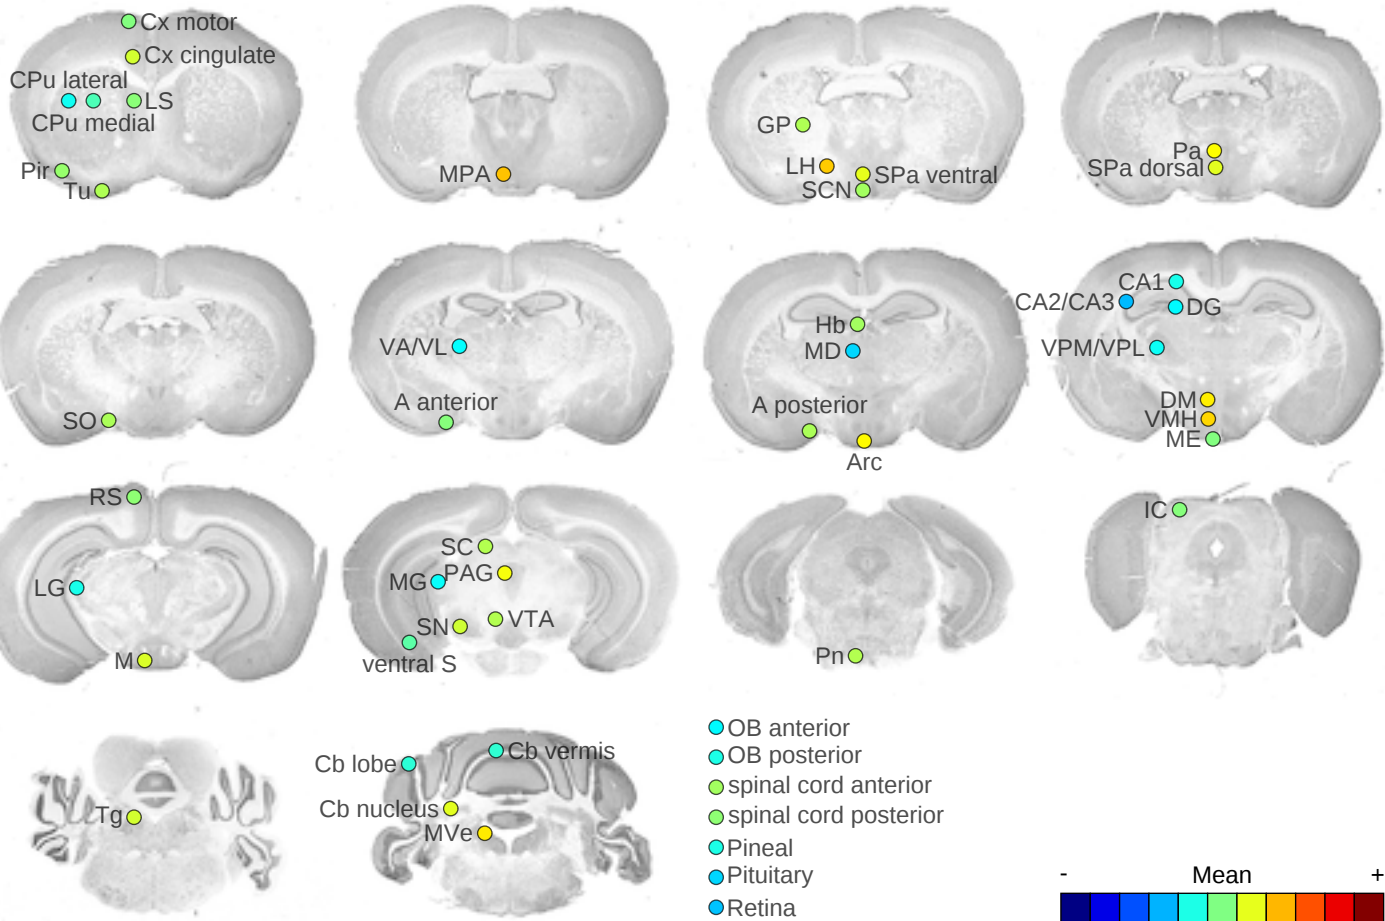 Cx motor
Cx cingulate
CPu lateral
LS
CPu medial
Pir
Tu
MPA
GP
LH
SPa ventral
SCN
Pa
SPa dorsal
SO
VA/VL
A anterior
Hb
MD
A posterior
Arc
CA1
CA2/CA3
DG
VPM/VPL
DM
VMH
ME
RS
LG
M
SC
MG
PAG
SN
VTA
ventral S
Pn
IC
Tg
Cb lobe
Cb vermis
Cb nucleus
MVe
OB anterior
OB posterior
spinal cord anterior
spinal cord posterior
Pineal
Pituitary
Retina
- Mean +